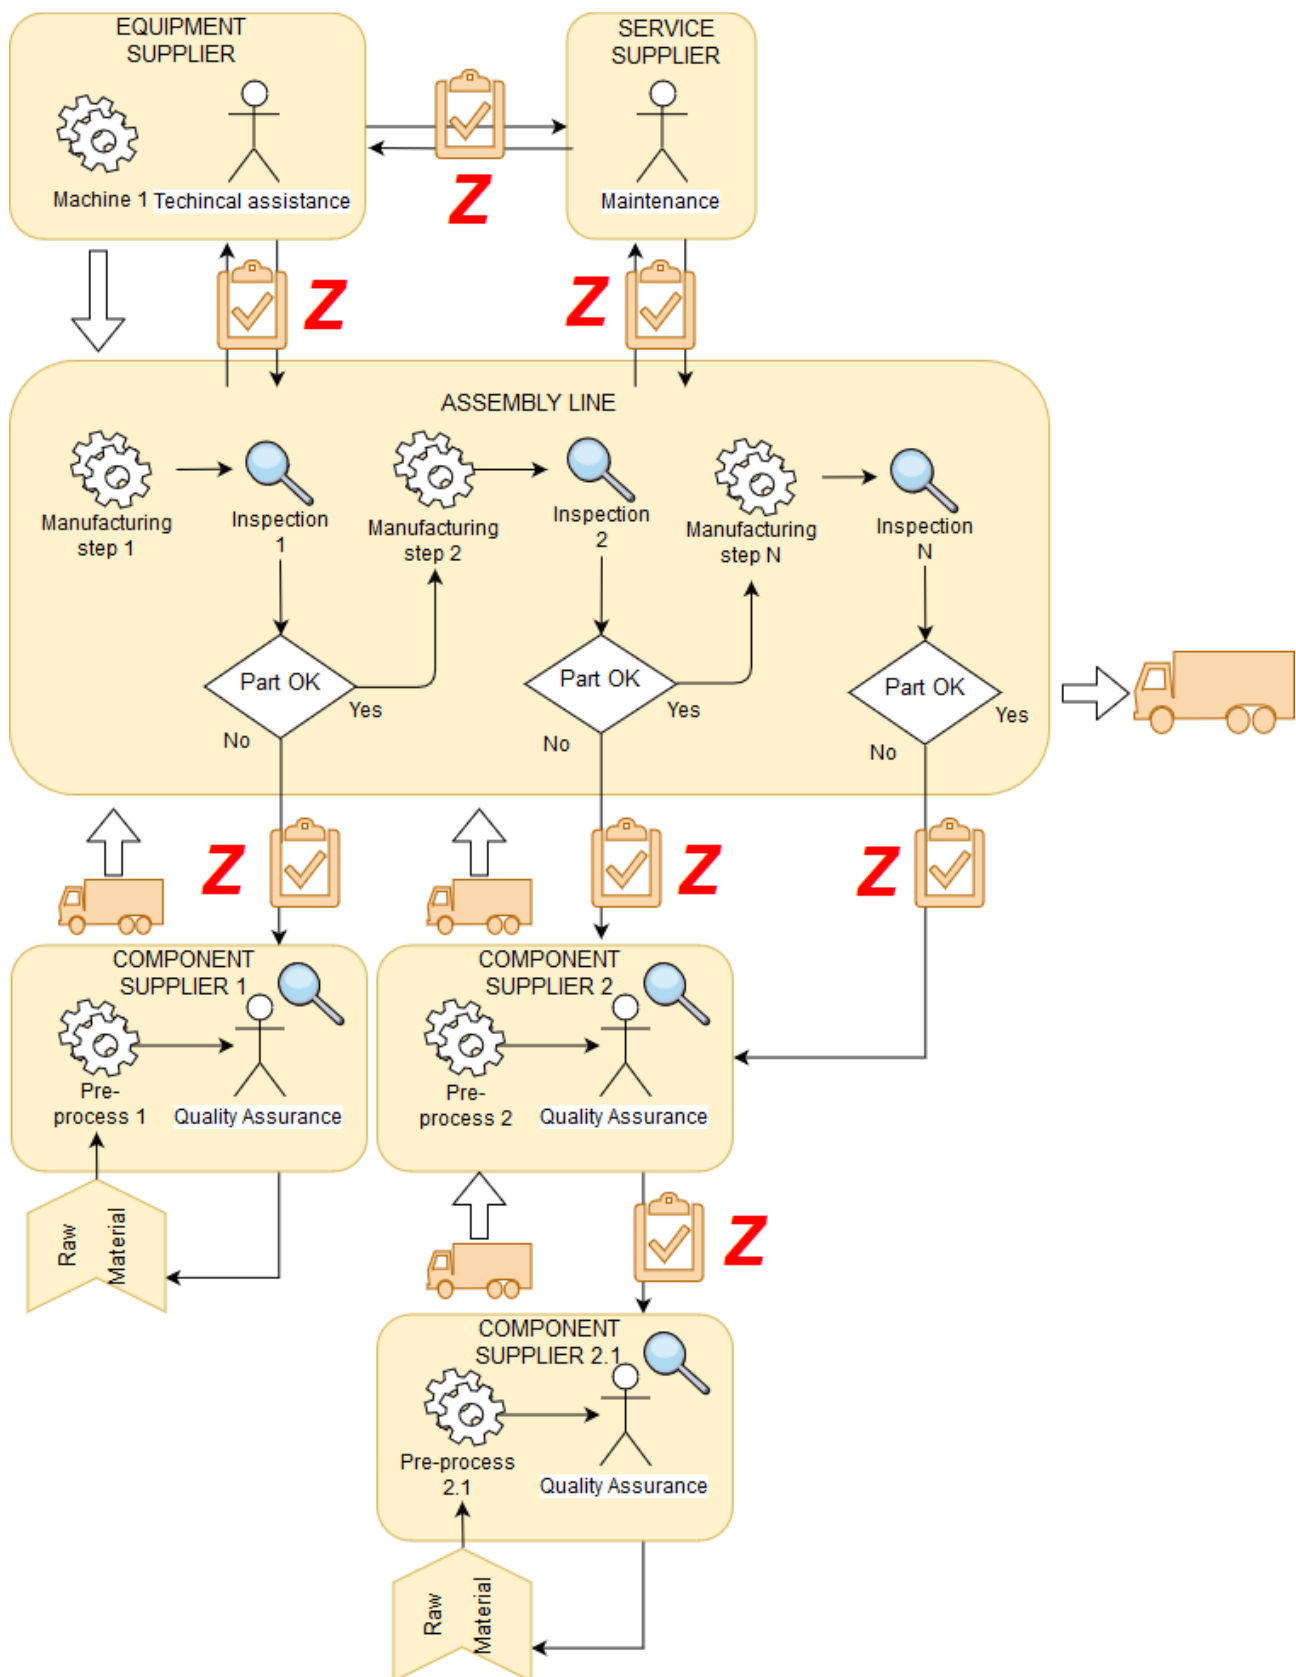 EQUIPMENT
SUPPLIER
SERVICE
SUPPLIER
Machine 1
Techincal assistance
Maintenance
Z
Z
Z
ASSEMBLY LINE
Manufacturing
step 1
Inspection
1
Manufacturing
step 2
Inspection
2
Manufacturing
step N
Inspection
N
Part OK
Yes
No
Part OK
Yes
No
Part OK
Yes
No
Z
Z
Z
COMPONENT
SUPPLIER 1
Pre-
process 1
Quality Assurance
COMPONENT
SUPPLIER 2
Pre-
process 2
Quality Assurance
Raw
Material
Z
COMPONENT
SUPPLIER 2.1
Pre-process
2.1
Quality Assurance
Raw
Material